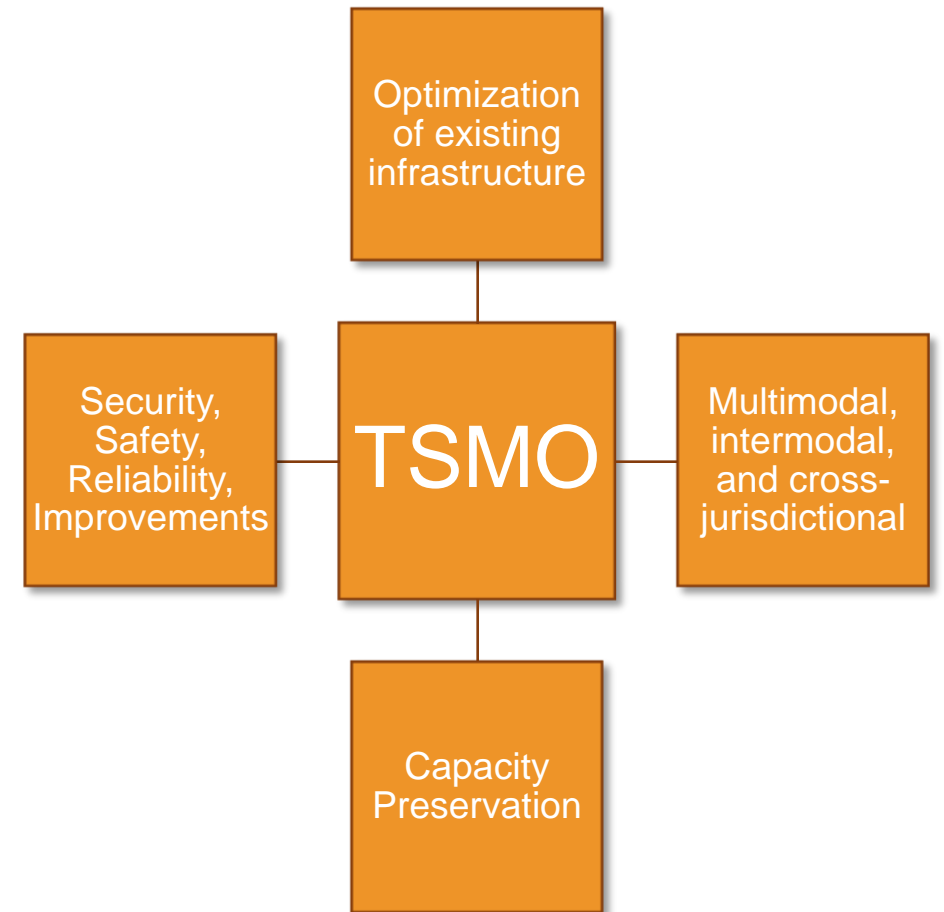 Optimization
of existing
infrastructure
Security,
Safety,
Reliability,
Improvements
TSMO
Multimodal,
intermodal,
and cross-
jurisdictional
Capacity
Preservation